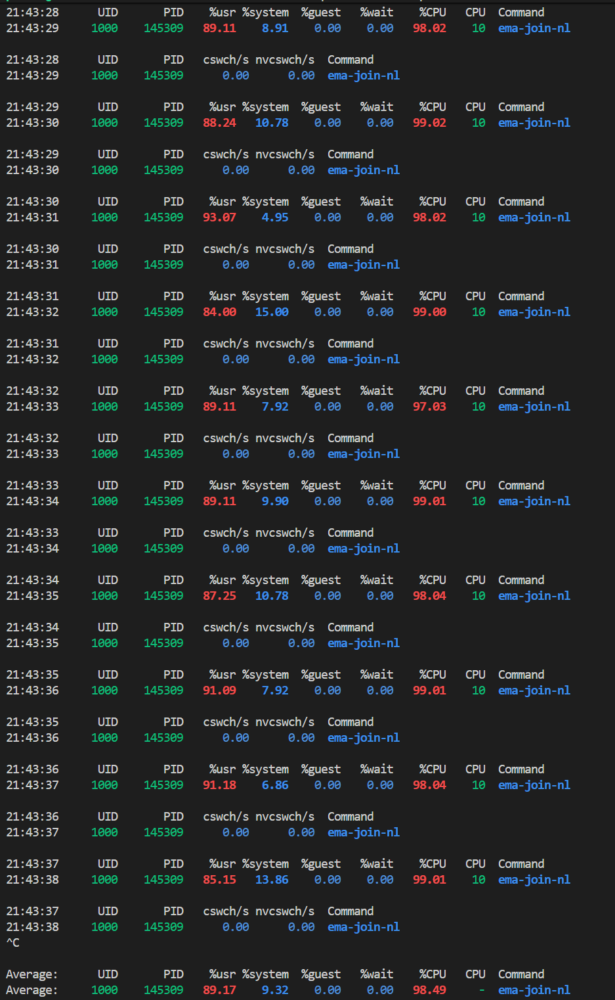 21:43:28      UID       PID    %usr %system  %guest   %wait    %CPU   CPU  Command
21:43:29     1000    145309   89.11    8.91    0.00    0.00   98.02    10  ema-join-nl
21:43:28      UID       PID   cswch/s nvcswch/s  Command
21:43:29     1000    145309      0.00      0.00  ema-join-nl
21:43:29      UID       PID    %usr %system  %guest   %wait    %CPU   CPU  Command
21:43:30     1000    145309   88.24   10.78    0.00    0.00   99.02    10  ema-join-nl
21:43:29      UID       PID   cswch/s nvcswch/s  Command
21:43:30     1000    145309      0.00      0.00  ema-join-nl
21:43:30      UID       PID    %usr %system  %guest   %wait    %CPU   CPU  Command
21:43:31     1000    145309   93.07    4.95    0.00    0.00   98.02    10  ema-join-nl
21:43:30      UID       PID   cswch/s nvcswch/s  Command
21:43:31     1000    145309      0.00      0.00  ema-join-nl
21:43:31      UID       PID    %usr %system  %guest   %wait    %CPU   CPU  Command
21:43:32     1000    145309   84.00   15.00    0.00    0.00   99.00    10  ema-join-nl
21:43:31      UID       PID   cswch/s nvcswch/s  Command
21:43:32     1000    145309      0.00      0.00  ema-join-nl
21:43:32      UID       PID    %usr %system  %guest   %wait    %CPU   CPU  Command
21:43:33     1000    145309   89.11    7.92    0.00    0.00   97.03    10  ema-join-nl
21:43:32      UID       PID   cswch/s nvcswch/s  Command
21:43:33     1000    145309      0.00      0.00  ema-join-nl
21:43:33      UID       PID    %usr %system  %guest   %wait    %CPU   CPU  Command
21:43:34     1000    145309   89.11    9.90    0.00    0.00   99.01    10  ema-join-nl
21:43:33      UID       PID   cswch/s nvcswch/s  Command
21:43:34     1000    145309      0.00      0.00  ema-join-nl
21:43:34      UID       PID    %usr %system  %guest   %wait    %CPU   CPU  Command
21:43:35     1000    145309   87.25   10.78    0.00    0.00   98.04    10  ema-join-nl
21:43:34      UID       PID   cswch/s nvcswch/s  Command
21:43:35     1000    145309      0.00      0.00  ema-join-nl
21:43:35      UID       PID    %usr %system  %guest   %wait    %CPU   CPU  Command
21:43:36     1000    145309   91.09    7.92    0.00    0.00   99.01    10  ema-join-nl
21:43:35      UID       PID   cswch/s nvcswch/s  Command
21:43:36     1000    145309      0.00      0.00  ema-join-nl
21:43:36      UID       PID    %usr %system  %guest   %wait    %CPU   CPU  Command
21:43:37     1000    145309   91.18    6.86    0.00    0.00   98.04    10  ema-join-nl
21:43:36      UID       PID   cswch/s nvcswch/s  Command
21:43:37     1000    145309      0.00      0.00  ema-join-nl
21:43:37      UID       PID    %usr %system  %guest   %wait    %CPU   CPU  Command
21:43:38     1000    145309   85.15   13.86    0.00    0.00   99.01    10  ema-join-nl
21:43:37      UID       PID   cswch/s nvcswch/s  Command
21:43:38     1000    145309      0.00      0.00  ema-join-nl
^C
Average:      UID       PID    %usr %system  %guest   %wait    %CPU   CPU  Command
Average:     1000    145309   89.17    9.32    0.00    0.00   98.49     -  ema-join-nl